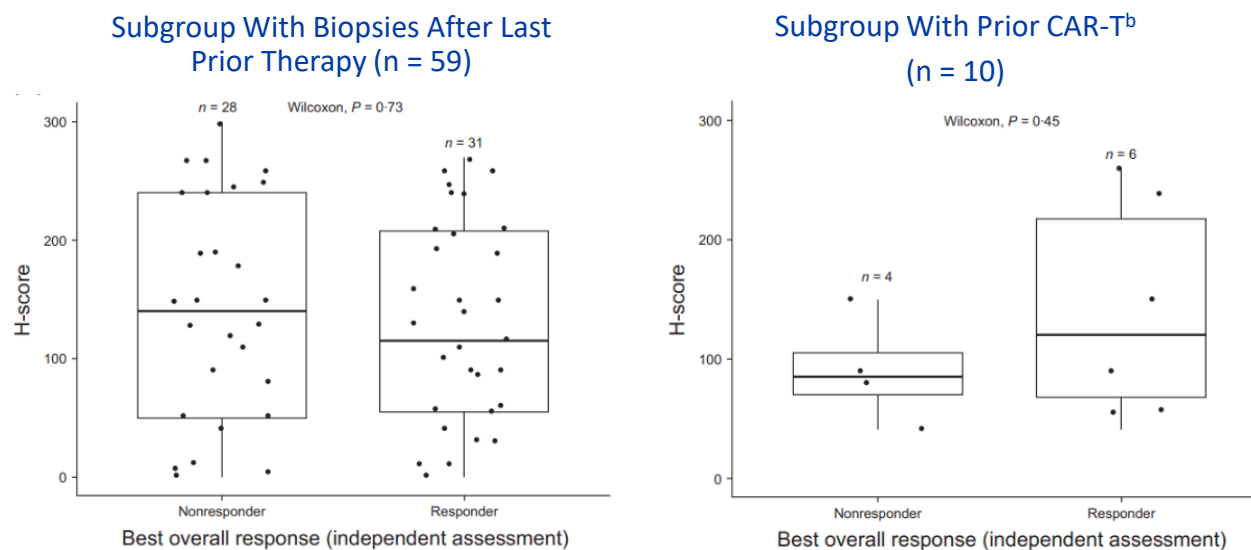 Subgroup With Biopsies After Last
Prior Therapy (n = 59)
n = 28
Wilcoxon, P = 0·73
n = 31
300
200
100
0
H-score
Nonresponder
Responder
Best overall response (independent assessment)
Subgroup With Prior CAR-Tᵇ
(n = 10)
Wilcoxon, P = 0·45
n = 6
n = 4
300
200
100
0
H-score
Nonresponder
Responder
Best overall response (independent assessment)